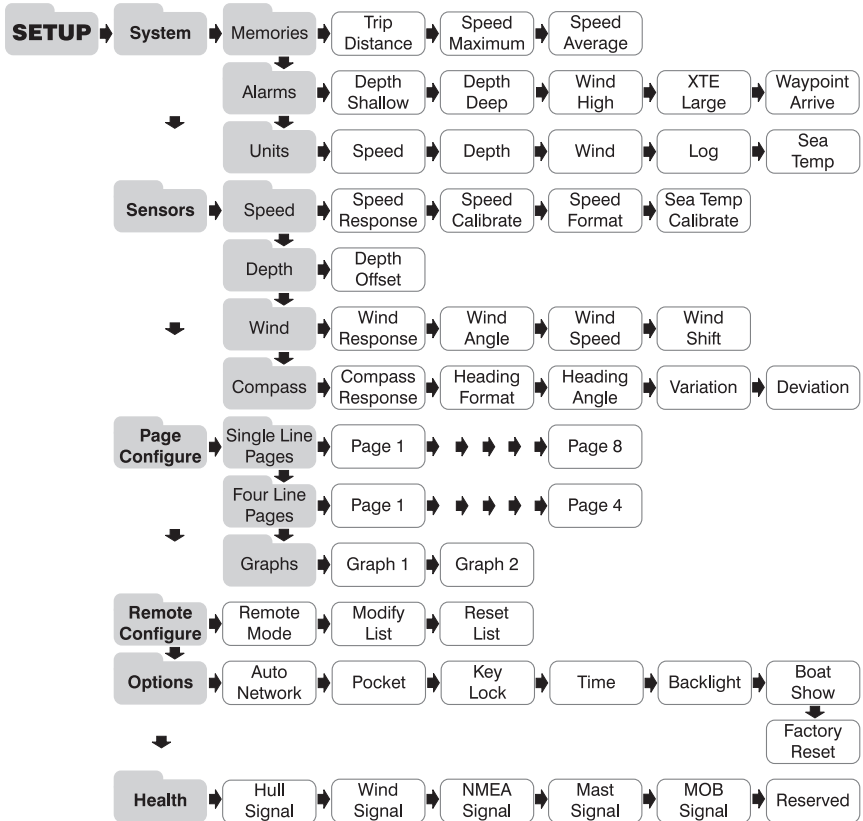 SETUP
System
Memories
Trip
Distance
Speed
Maximum
Speed
Average
Alarms
Depth
Shallow
Depth
Deep
Wind
High
XTE
Large
Waypoint
Arrive
Units
Speed
Depth
Wind
Log
Sea
Temp
Sensors
Speed
Speed
Response
Speed
Calibrate
Speed
Format
Sea Temp
Calibrate
Depth
Depth
Offset
Wind
Wind
Response
Wind
Angle
Wind
Speed
Wind
Shift
Compass
Compass
Response
Heading
Format
Heading
Angle
Variation
Deviation
Page
Configure
Single Line
Pages
Page 1
Page 8
Four Line
Pages
Page 1
Page 4
Graphs
Graph 1
Graph 2
Remote
Configure
Remote
Mode
Modify
List
Reset
List
Options
Auto
Network
Pocket
Key
Lock
Time
Backlight
Boat
Show
Factory
Reset
Health
Hull
Signal
Wind
Signal
NMEA
Signal
Mast
Signal
MOB
Signal
Reserved